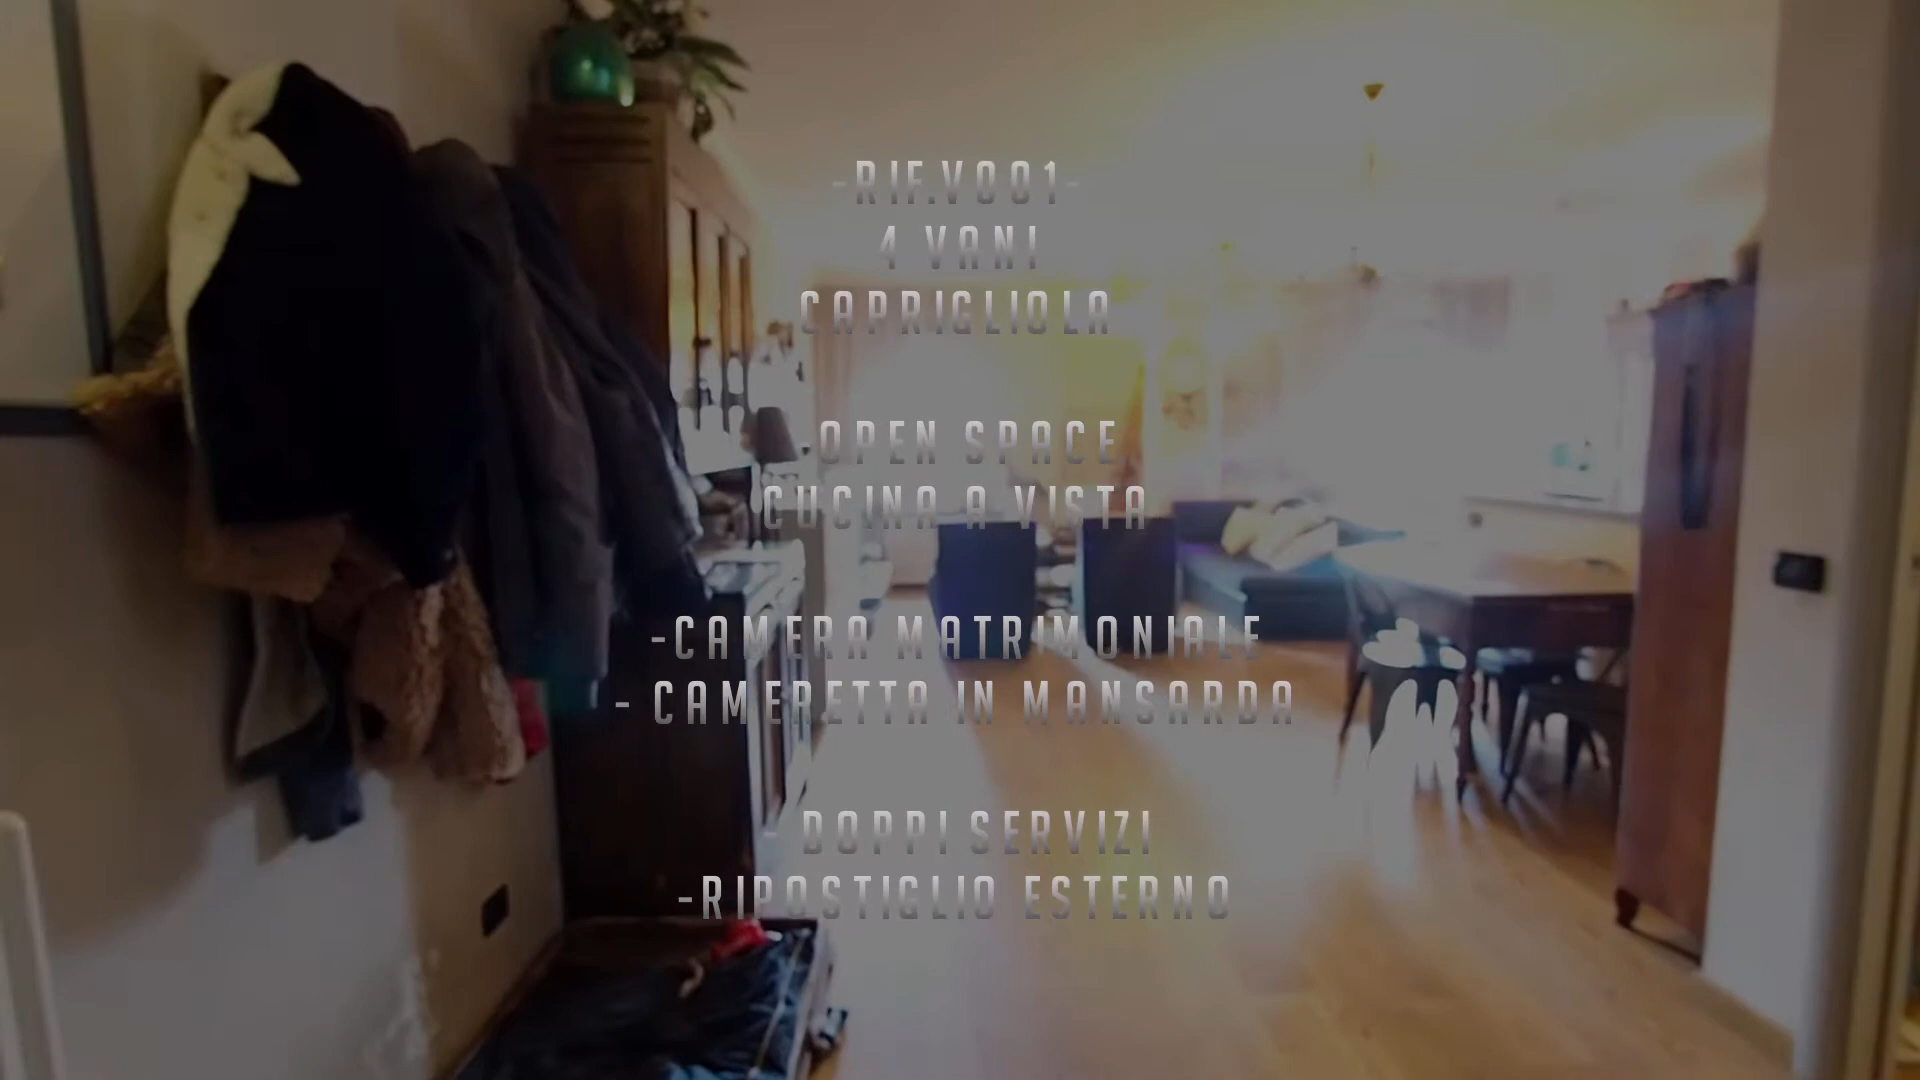 -RIF.V001-
4 VANI
CAPRIGLIOLA
-OPEN SPACE
CUCINA A VISTA
-CAMERA MATRIMONIALE
- CAMERETTA IN MANSARDA
- DOPPI SERVIZI
-RIPOSTIGLIO ESTERNO